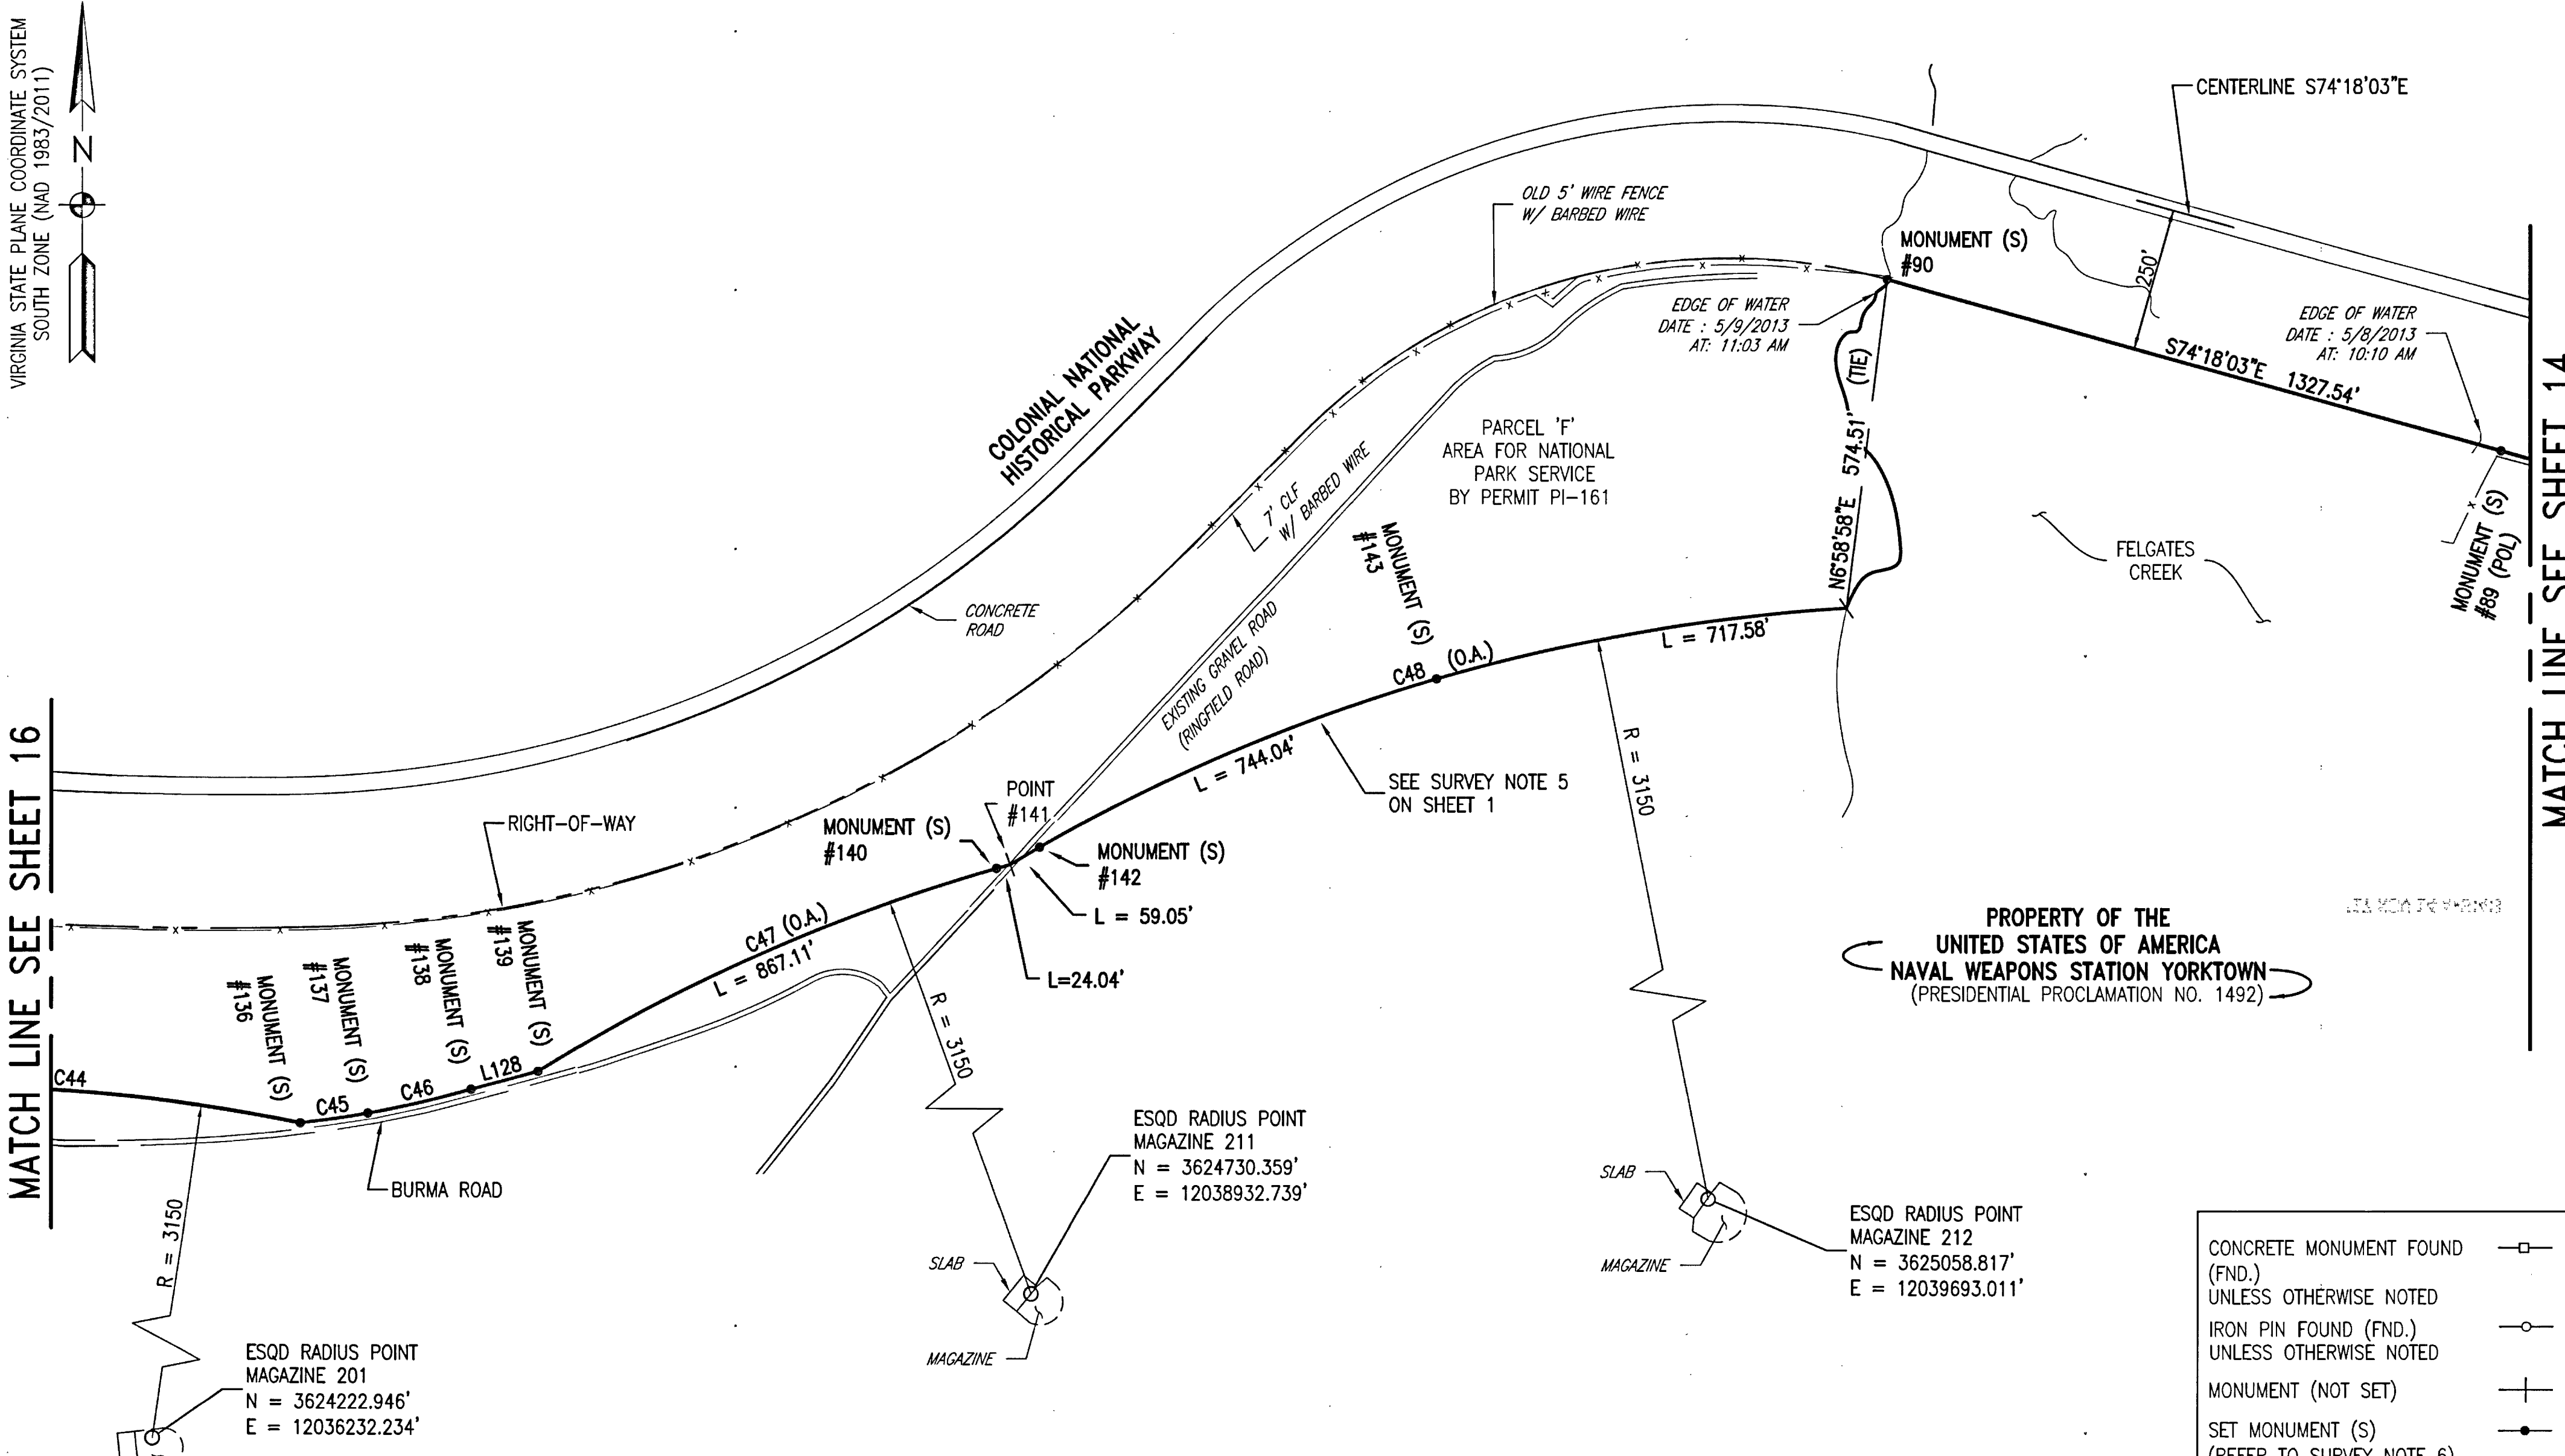 VIRGINIA STATE PLANE COORDINATE SYSTEM
SOUTH ZONE (NAD 1983/2011)
N
CENTERLINE S74°18'03"E
OLD 5' WIRE FENCE
W/ BARBED WIRE
MONUMENT (S)
#90
250'
EDGE OF WATER
DATE : 5/9/2013
AT: 11:03 AM
EDGE OF WATER
DATE : 5/8/2013
AT: 10:10 AM
S74°18'03"E 1327.54'
COLONIAL NATIONAL
HISTORICAL PARKWAY
N6°58'58"E 574.51' (TIE)
PARCEL 'F'
AREA FOR NATIONAL
PARK SERVICE
BY PERMIT PI-161
7' CLF
W/ BARBED WIRE
MONUMENT (S)
#143
MONUMENT (S)
#89 (POL)
FELGATES
CREEK
MATCH LINE SEE SHEET 14
CONCRETE
ROAD
EXISTING GRAVEL ROAD
(RINGFIELD ROAD)
C48 (O.A.)
L = 717.58'
L = 744.04'
R = 3150
SEE SURVEY NOTE 5
ON SHEET 1
POINT
#141
MATCH LINE SEE SHEET 16
RIGHT-OF-WAY
MONUMENT (S)
#140
MONUMENT (S)
#142
L = 59.05'
L=24.04'
C47 (O.A.)
L = 867.11'
R = 3150
MONUMENT (S)
#136
MONUMENT (S)
#137
MONUMENT (S)
#138
MONUMENT (S)
#139
C44
C45
C46
L128
BURMA ROAD
R = 3150
PROPERTY OF THE
UNITED STATES OF AMERICA
NAVAL WEAPONS STATION YORKTOWN
(PRESIDENTIAL PROCLAMATION NO. 1492)
ESQD RADIUS POINT
MAGAZINE 211
N = 3624730.359'
E = 12038932.739'
SLAB
MAGAZINE
SLAB
MAGAZINE
ESQD RADIUS POINT
MAGAZINE 212
N = 3625058.817'
E = 12039693.011'
ESQD RADIUS POINT
MAGAZINE 201
N = 3624222.946'
E = 12036232.234'
CONCRETE MONUMENT FOUND
(FND.)
UNLESS OTHERWISE NOTED
IRON PIN FOUND (FND.)
UNLESS OTHERWISE NOTED
MONUMENT (NOT SET)
SET MONUMENT (S)
(REFER TO SURVEY NOTE 6)